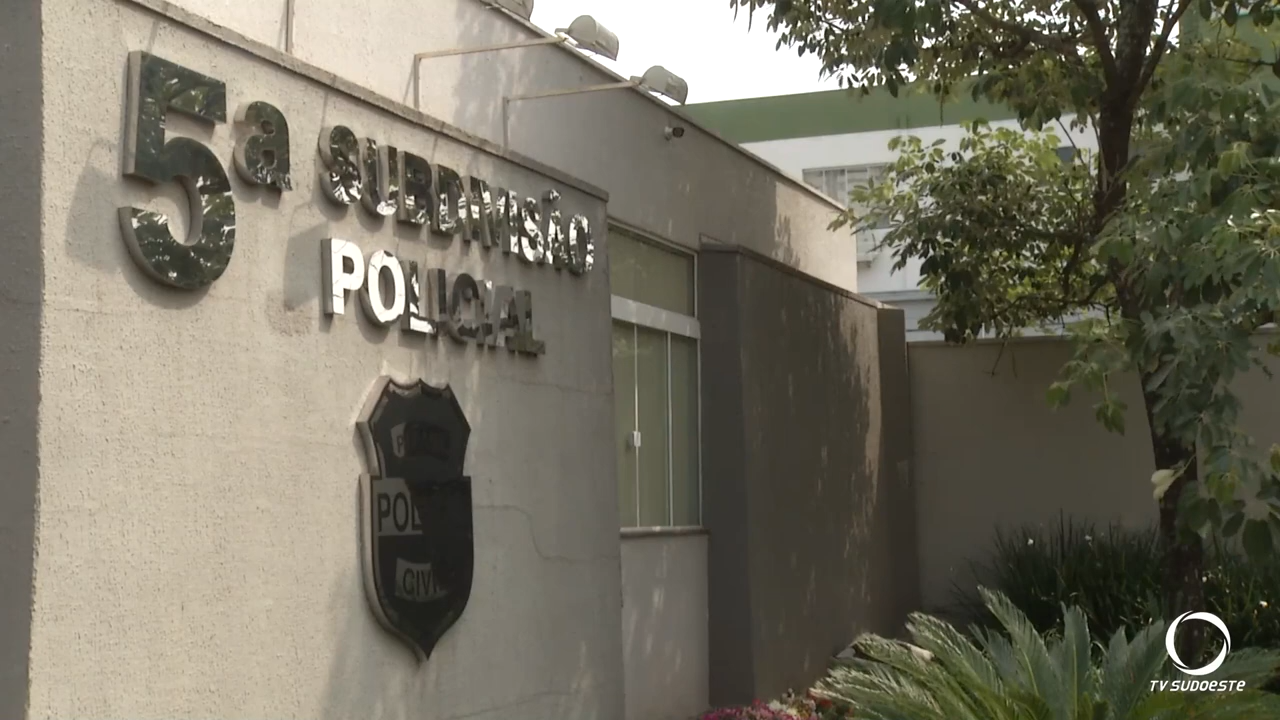 5ª SUBDIVISÃO
POLICIAL
POLÍCIA
CIVIL
TV SUDOESTE